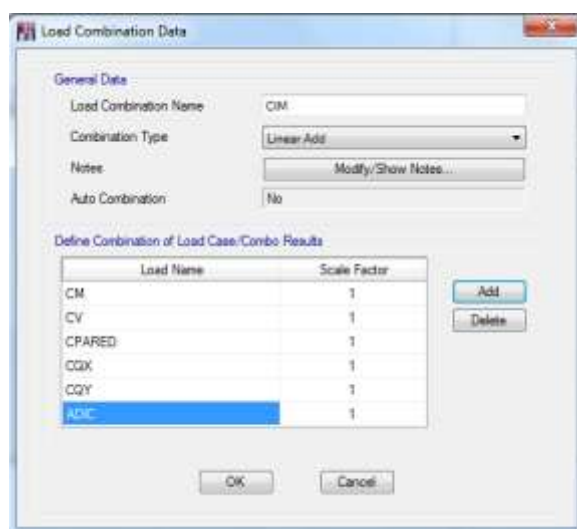 Load Combination Data
General Data
Load Combination Name CIM
Combination Type Linear Add
Notes Modify/Show Notes...
Auto Combination No
Define Combination of Load Case/Combo Results
Load Name Scale Factor
CM 1
CV 1
CPARED 1
CQX 1
CQY 1
ADIC 1
Add
Delete
OK Cancel